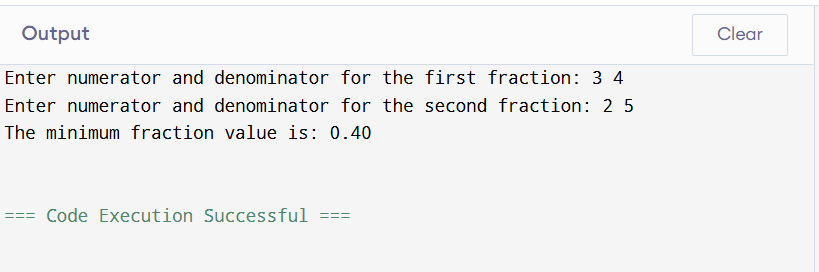 Output
Clear
Enter numerator and denominator for the first fraction: 3 4
Enter numerator and denominator for the second fraction: 2 5
The minimum fraction value is: 0.40
=== Code Execution Successful ===